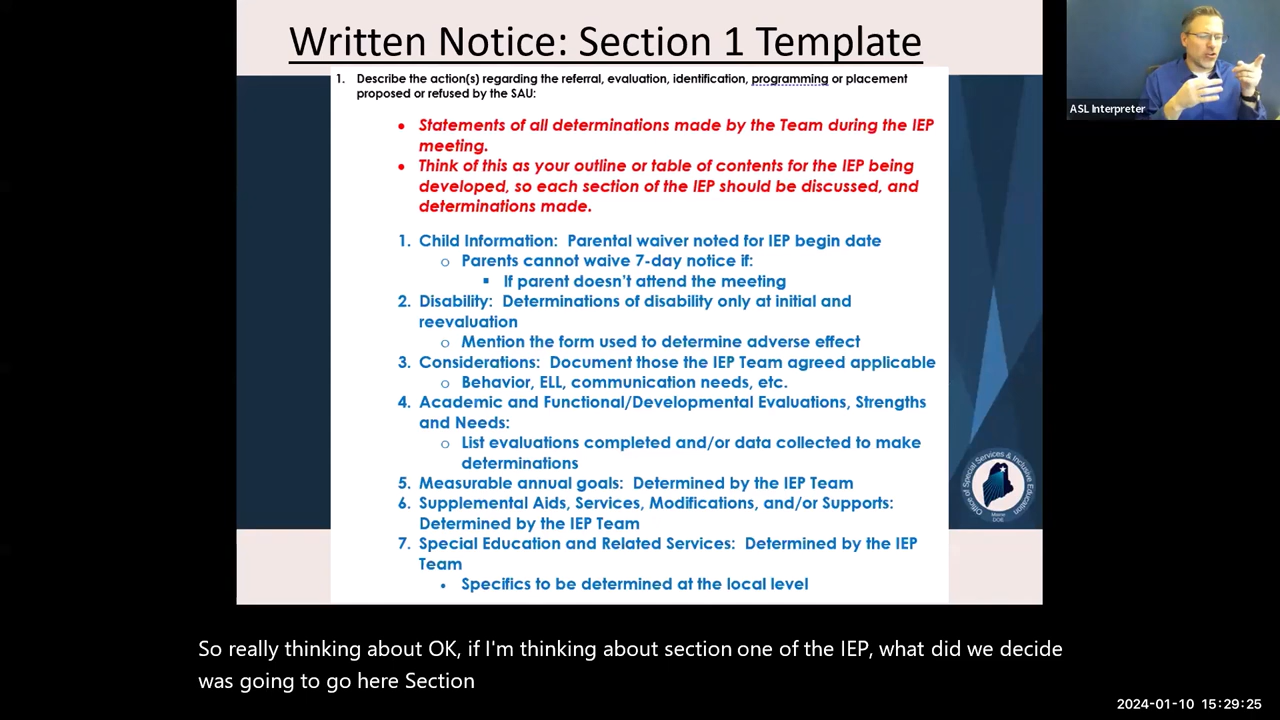 Written Notice: Section 1 Template
ASL Interpreter
1. Describe the action(s) regarding the referral, evaluation, identification, programming or placement
proposed or refused by the SAU:
• Statements of all determinations made by the Team during the IEP
meeting.
• Think of this as your outline or table of contents for the IEP being
developed, so each section of the IEP should be discussed, and
determinations made.
1. Child Information: Parental waiver noted for IEP begin date
o Parents cannot waive 7-day notice if:
▪ If parent doesn't attend the meeting
2. Disability: Determinations of disability only at initial and
reevaluation
o Mention the form used to determine adverse effect
3. Considerations: Document those the IEP Team agreed applicable
o Behavior, ELL, communication needs, etc.
4. Academic and Functional/Developmental Evaluations, Strengths
and Needs:
o List evaluations completed and/or data collected to make
determinations
5. Measurable annual goals: Determined by the IEP Team
6. Supplemental Aids, Services, Modifications, and/or Supports:
Determined by the IEP Team
7. Special Education and Related Services: Determined by the IEP
Team
• Specifics to be determined at the local level
Office of Special Services & Inclusive Education
Maine
DOE
So really thinking about OK, if I'm thinking about section one of the IEP, what did we decide
was going to go here Section
2024-01-10 15:29:25